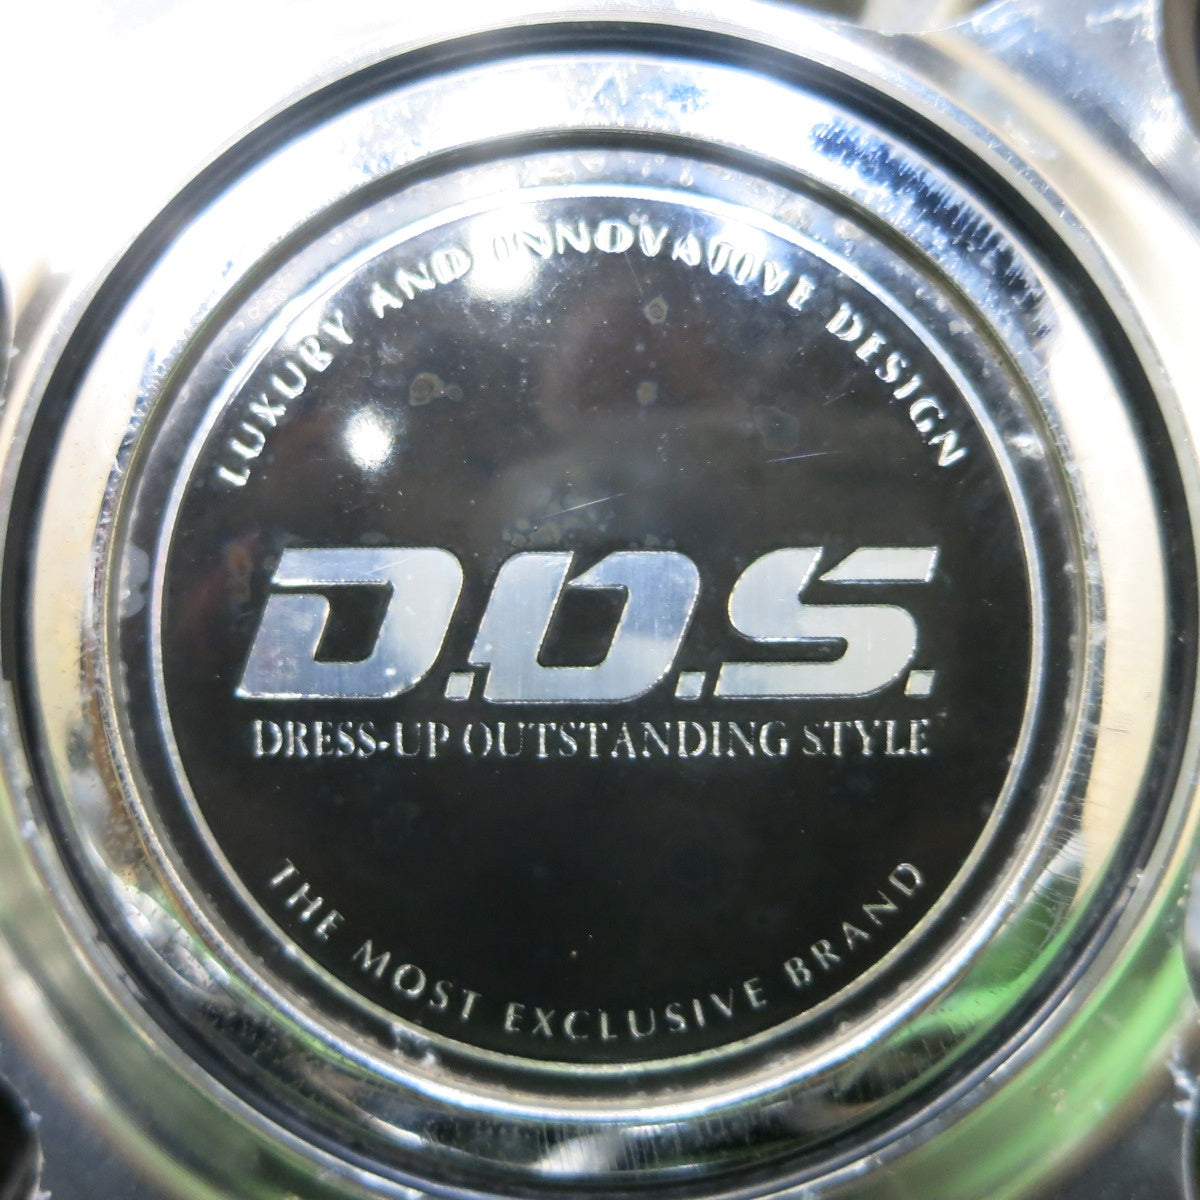 LUXURY AND INNOVATIVE DESIGN
D.O.S.
DRESS-UP OUTSTANDING STYLE
THE MOST EXCLUSIVE BRAND